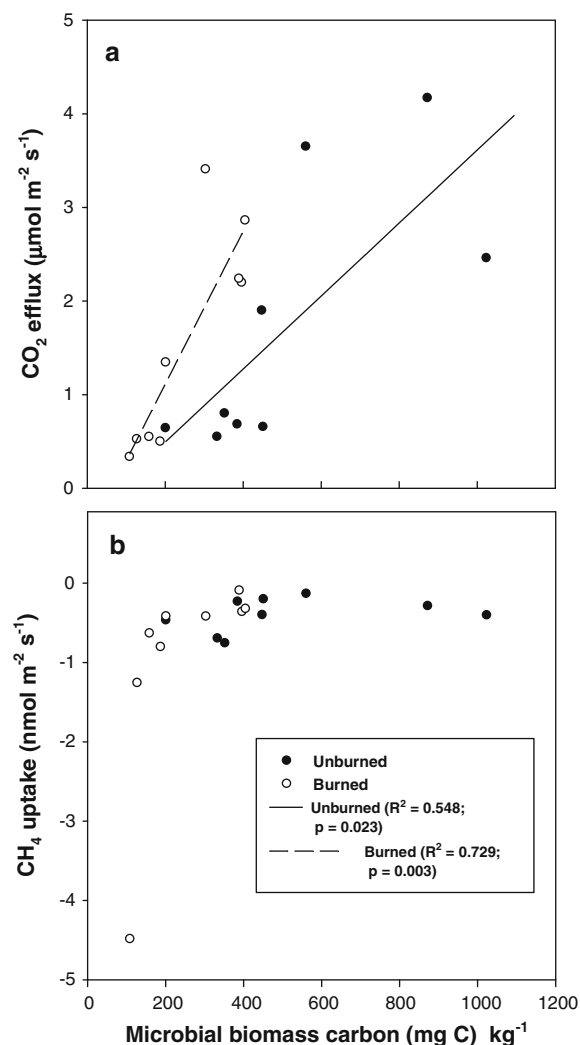 5
a
4
3
2
1
0
CO₂ efflux (µmol m⁻² s⁻¹)
b
0
-1
-2
-3
-4
-5
CH₄ uptake (nmol m⁻² s⁻¹)
Unburned
Burned
Unburned (R² = 0.548;
p = 0.023)
Burned (R² = 0.729;
p = 0.003)
0 200 400 600 800 1000 1200
Microbial biomass carbon (mg C) kg⁻¹